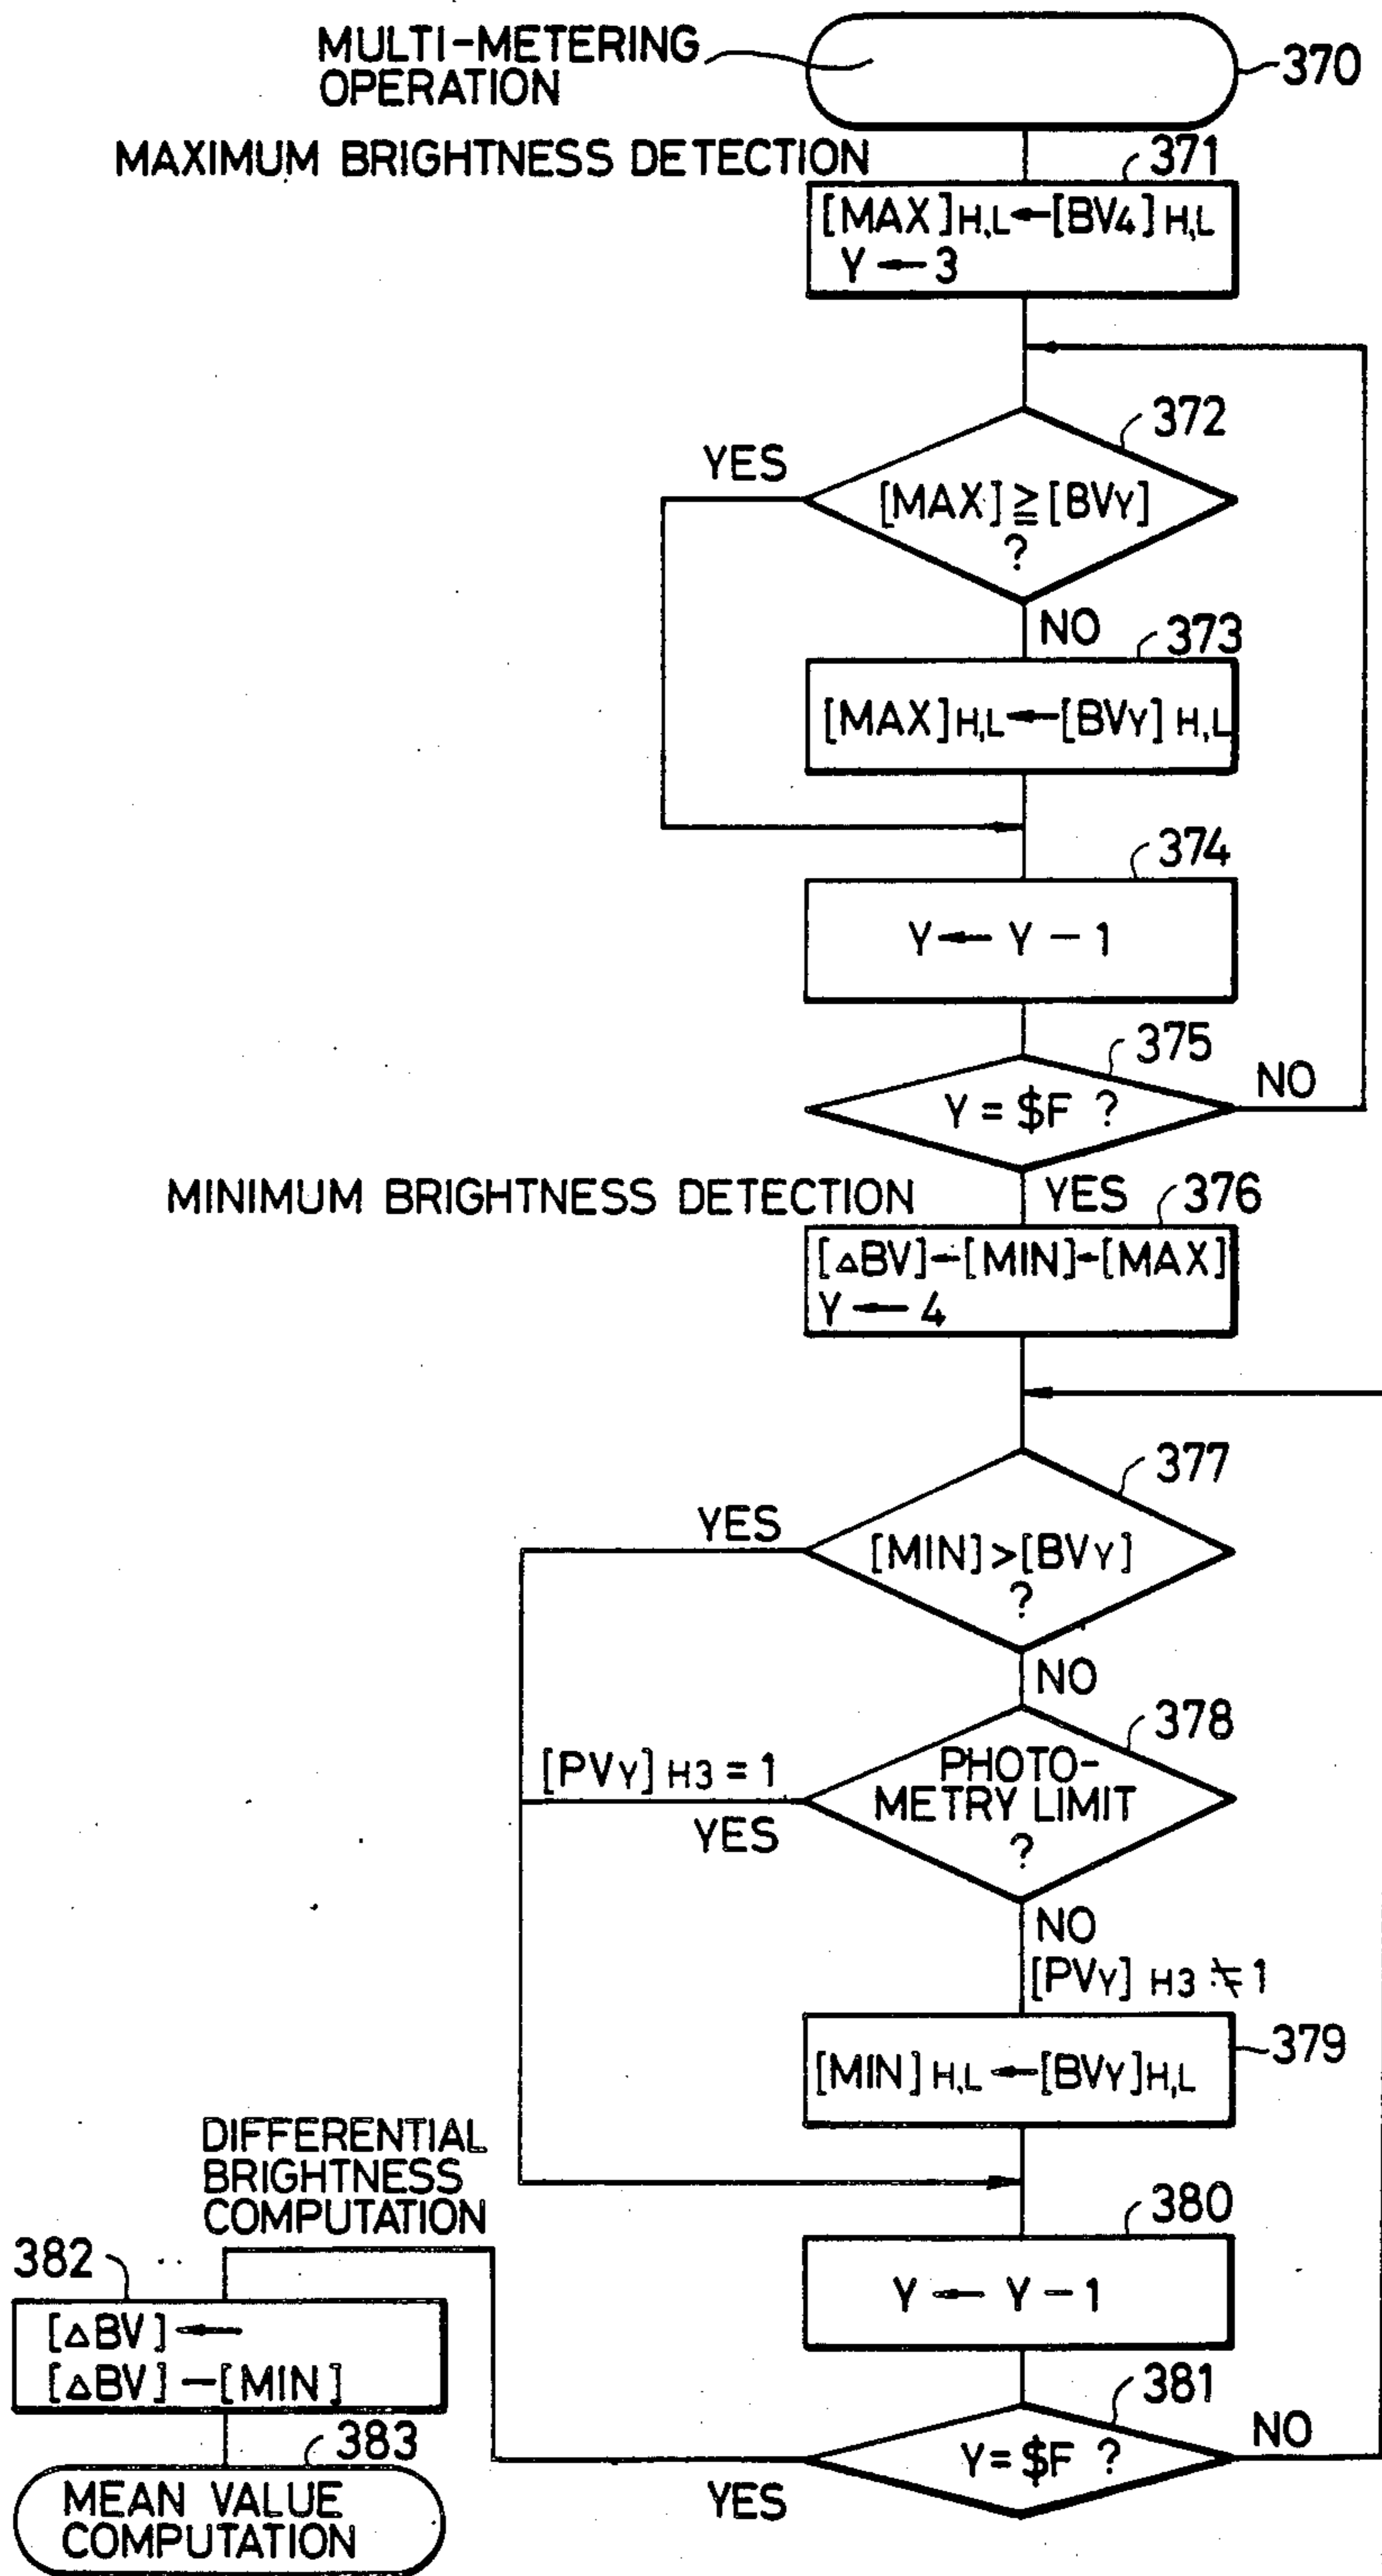 MULTI-METERING
OPERATION
370
MAXIMUM BRIGHTNESS DETECTION
371
[MAX]H,L←[BV4]H,L
Y ← 3
372
YES
[MAX]≧[BVY]
?
NO
373
[MAX]H,L←[BVY]H,L
374
Y← Y − 1
375
Y = $F ?
NO
MINIMUM BRIGHTNESS DETECTION
YES
376
[△BV]←[MIN]←[MAX]
Y ← 4
377
YES
[MIN]>[BVY]
?
NO
378
[PVY] H3 = 1
PHOTO-
METRY LIMIT
YES
?
NO
[PVY] H3 ≠ 1
379
[MIN]H,L←[BVY]H,L
DIFFERENTIAL
BRIGHTNESS
COMPUTATION
380
382
Y ← Y − 1
[△BV]←
[△BV]−[MIN]
381
383
Y=$F ?
NO
YES
MEAN VALUE
COMPUTATION